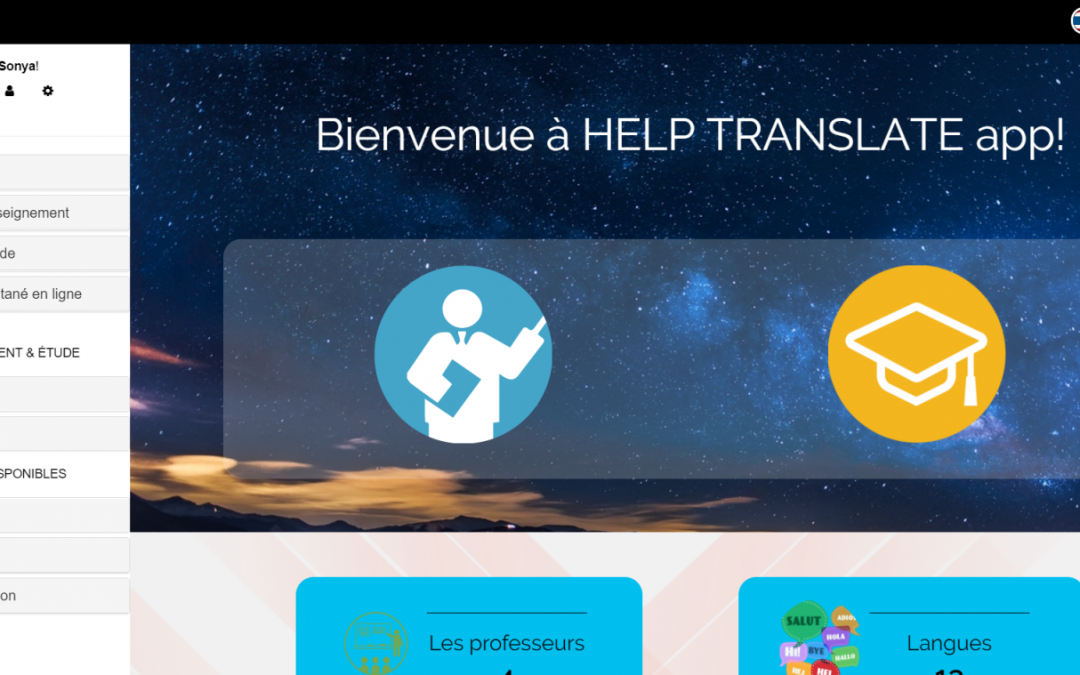 Sonya!
Bienvenue à HELP TRANSLATE app!
seignement
de
tané en ligne
ENT & ÉTUDE
SPONIBLES
on
Les professeurs
Langues
SALUT
ADIO
HOLA
Hi!
BYE
HALLO